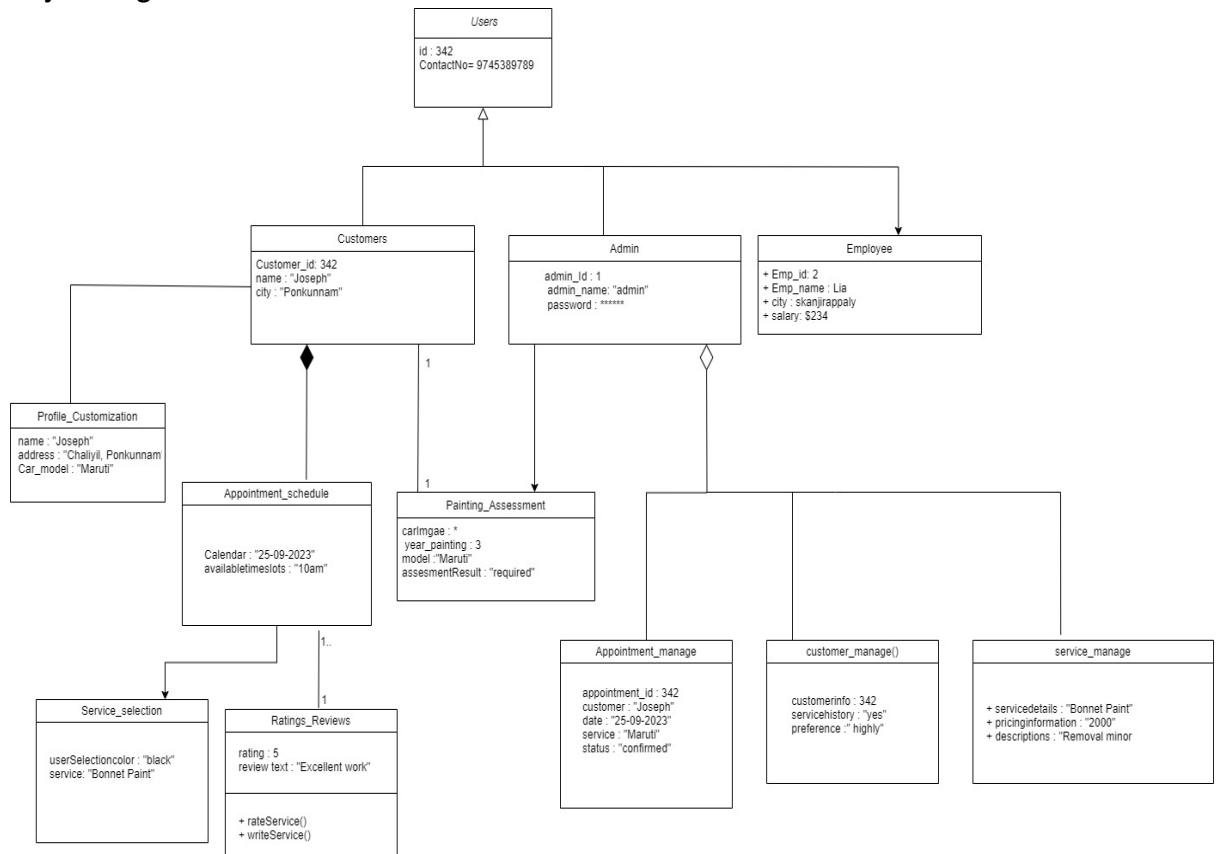 Users
id : 342
ContactNo= 9745389789
Customers
Customer_id: 342
name : "Joseph"
city : "Ponkunnam"
Admin
admin_Id : 1
admin_name: "admin"
password : ******
Employee
+ Emp_id: 2
+ Emp_name : Lia
+ city : skanjirappaly
+ salary: $234
1
Profile_Customization
name : "Joseph"
address : "Chaliyil, Ponkunnam
Car_model : "Maruti"
Appointment_schedule
Calendar : "25-09-2023"
availabletimeslots : "10am"
1
Painting_Assessment
carImgae : *
year_painting : 3
model :"Maruti"
assesmentResult : "required"
1..
1
Service_selection
userSelectioncolor : "black"
service: "Bonnet Paint"
Ratings_Reviews
rating : 5
review text : "Excellent work"
+ rateService()
+ writeService()
Appointment_manage
appointment_id : 342
customer : "Joseph"
date : "25-09-2023"
service : "Maruti"
status : "confirmed"
customer_manage()
customerinfo : 342
servicehistory : "yes"
preference :" highly"
service_manage
+ servicedetails : "Bonnet Paint"
+ pricinginformation : "2000"
+ descriptions : "Removal minor